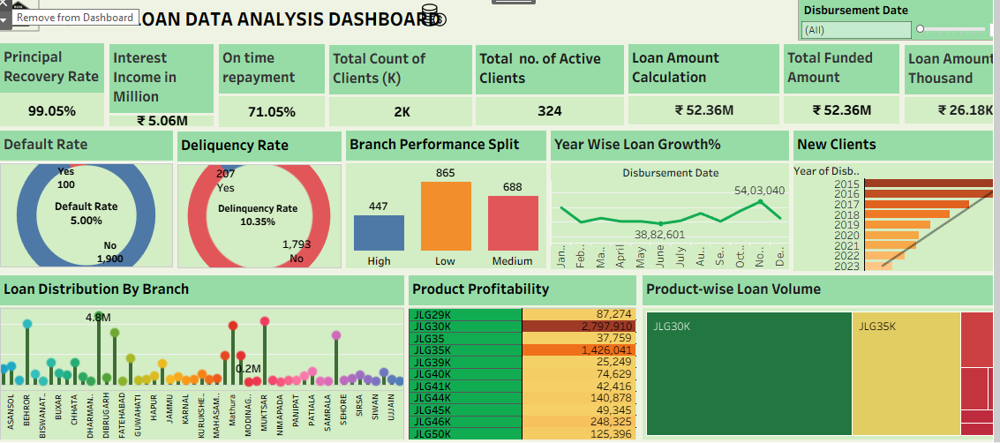 Remove from Dashboard
LOAN DATA ANALYSIS DASHBOARD
Disbursement Date
(All)
Principal
Recovery Rate
99.05%
Interest
Income in
Million
₹ 5.06M
On time
repayment
71.05%
Total Count of
Clients (K)
2K
Total no. of Active
Clients
324
Loan Amount
Calculation
₹ 52.36M
Total Funded
Amount
₹ 52.36M
Loan Amount
Thousand
₹ 26.18K
Default Rate
Yes
100
Default Rate
5.00%
No
1,900
Deliquency Rate
207
Yes
Delinquency Rate
10.35%
1,793
No
Branch Performance Split
447
865
688
High
Low
Medium
Year Wise Loan Growth%
Disbursement Date
54,03,040
38,82,601
Jan..
Feb..
Ma..
April
May
June
July
Au..
Se..
Oct..
No..
De..
New Clients
Year of Disb..
2015
2016
2017
2018
2019
2020
2021
2022
2023
Loan Distribution By Branch
4.8M
0.2M
ASANSOL
BEHROR
BISWANAT..
BUXAR
CHHATA
DHARMAN..
DIBRUGARH
FATEHABAD
GUWAHATI
HAPUR
JAMMU
KARNAL
KURUKSHE..
MAHASAM..
Mathura
MODINAG..
MUKTSAR
NIMAPADA
PANIPAT
PATIALA
SAMRALA
SEHORE
SIRSA
SIWAN
UJJAIN
Product Profitability
JLG29K 87,274
JLG30K 2,797,910
JLG35 37,759
JLG35K 1,426,041
JLG39K 25,249
JLG40K 74,629
JLG41K 42,416
JLG44K 140,878
JLG45K 49,345
JLG46K 248,325
JLG50K 125,396
Product-wise Loan Volume
JLG30K
JLG35K